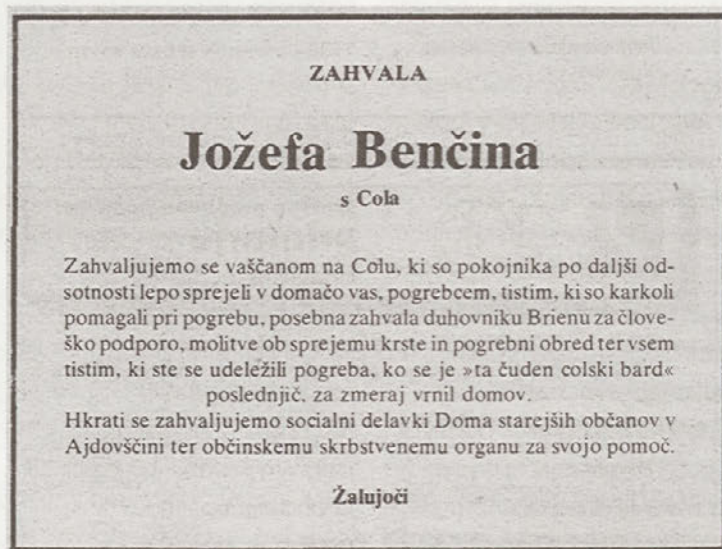 ZAHVALA
Jožefa Benčina
s Cola
Zahvaljujemo se vaščanom na Colu, ki so pokojnika po daljši od-
sotnosti lepo sprejeli v domačo vas, pogrebcem, tistim, ki so karkoli
pomagali pri pogrebu, posebna zahvala duhovniku Brienu za člove-
ško podporo, molitve ob sprejemu krste in pogrebni obred ter vsem
tistim, ki ste se udeležili pogreba, ko se je »ta čuden colski bard«
poslednjič, za zmeraj vrnil domov.
Hkrati se zahvaljujemo socialni delavki Doma starejših občanov v
Ajdovščini ter občinskemu skrbstvenemu organu za svojo pomoč.
Žalujoči